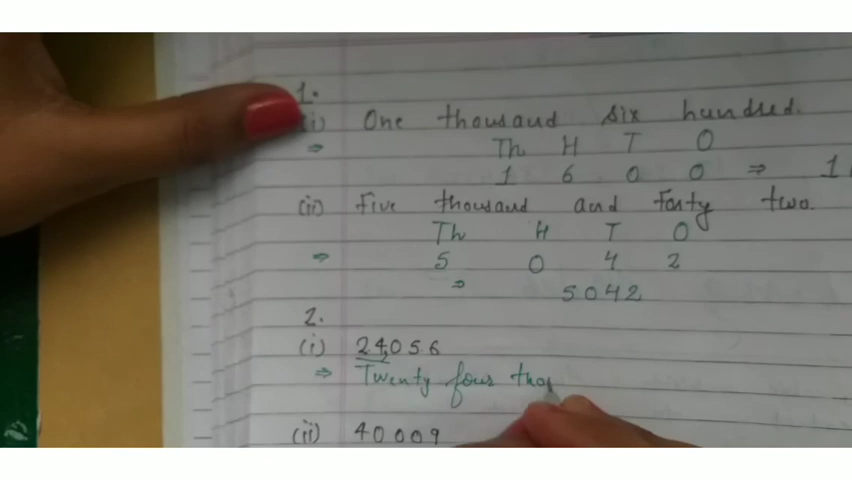 1.
(i) One thousand six hundred.
⇒ Th H T O
1 6 0 0 ⇒ 1
(ii) Five thousand and forty two.
Th H T O
⇒ 5 0 4 2
⇒ 5042
2.
(i) 24,056
⇒ Twenty four
(ii) 40009